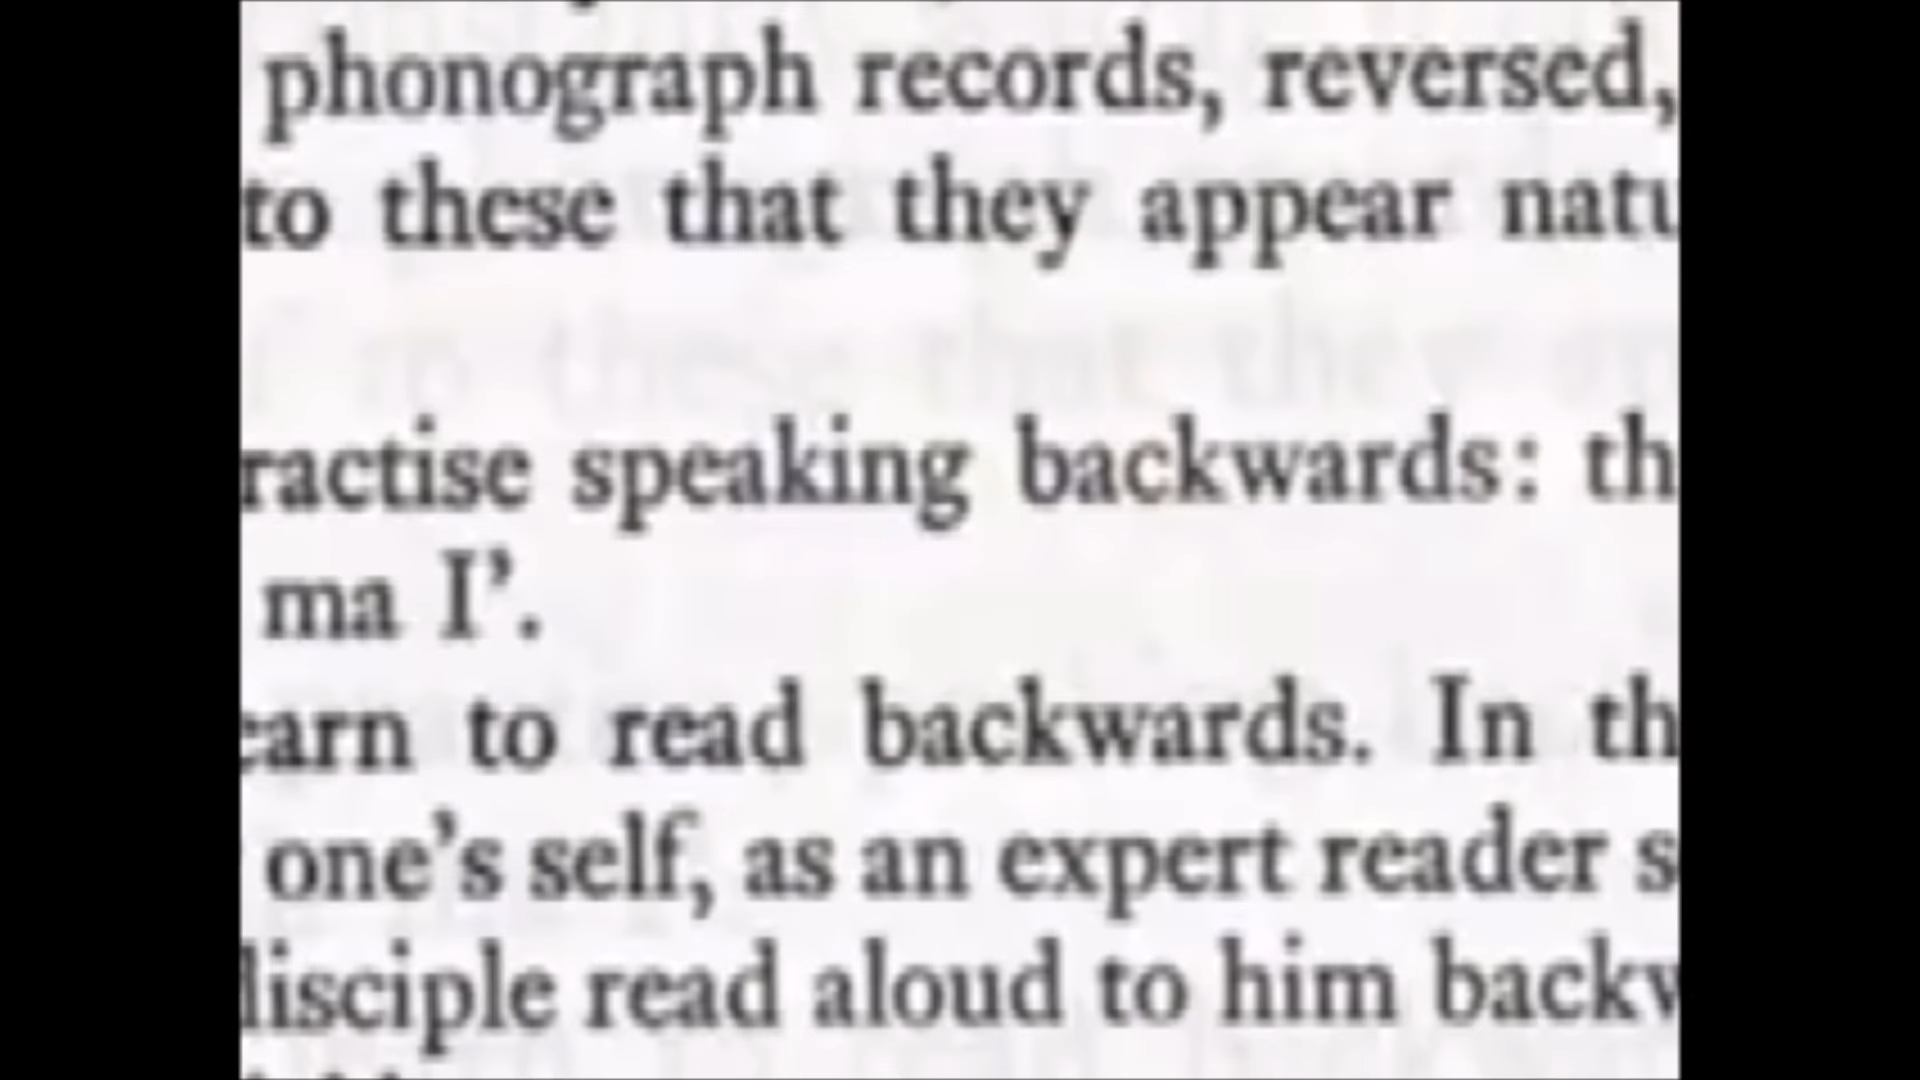 phonograph records, reversed,
to these that they appear natu
ractise speaking backwards: th
ma I’.
earn to read backwards. In th
one’s self, as an expert reader s
disciple read aloud to him backw